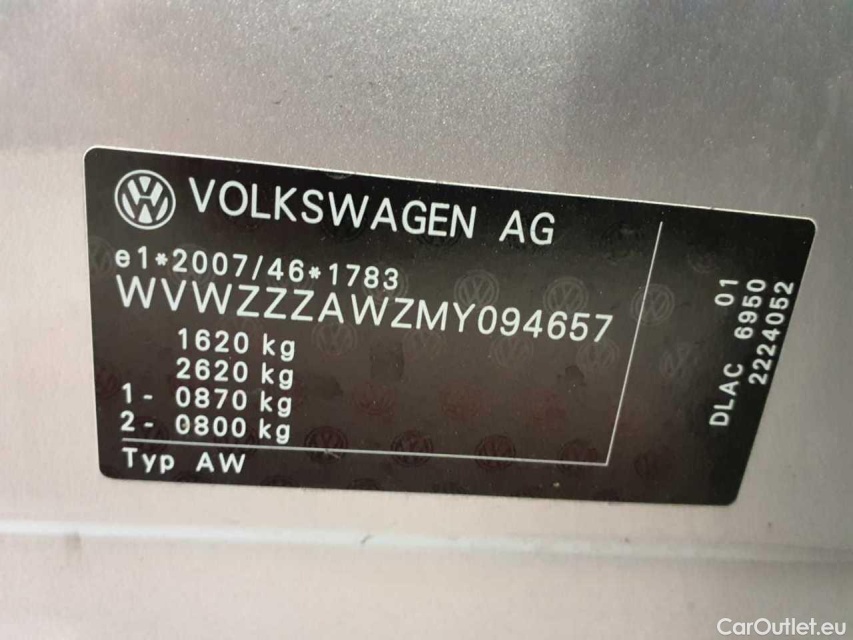 VOLKSWAGEN AG
e1*2007/46*1783
WVWZZZAWZMY094657
1620 kg
2620 kg
1- 0870 kg
2- 0800 kg
Typ AW
01
DLAC 6950
2224052
CarOutlet.eu